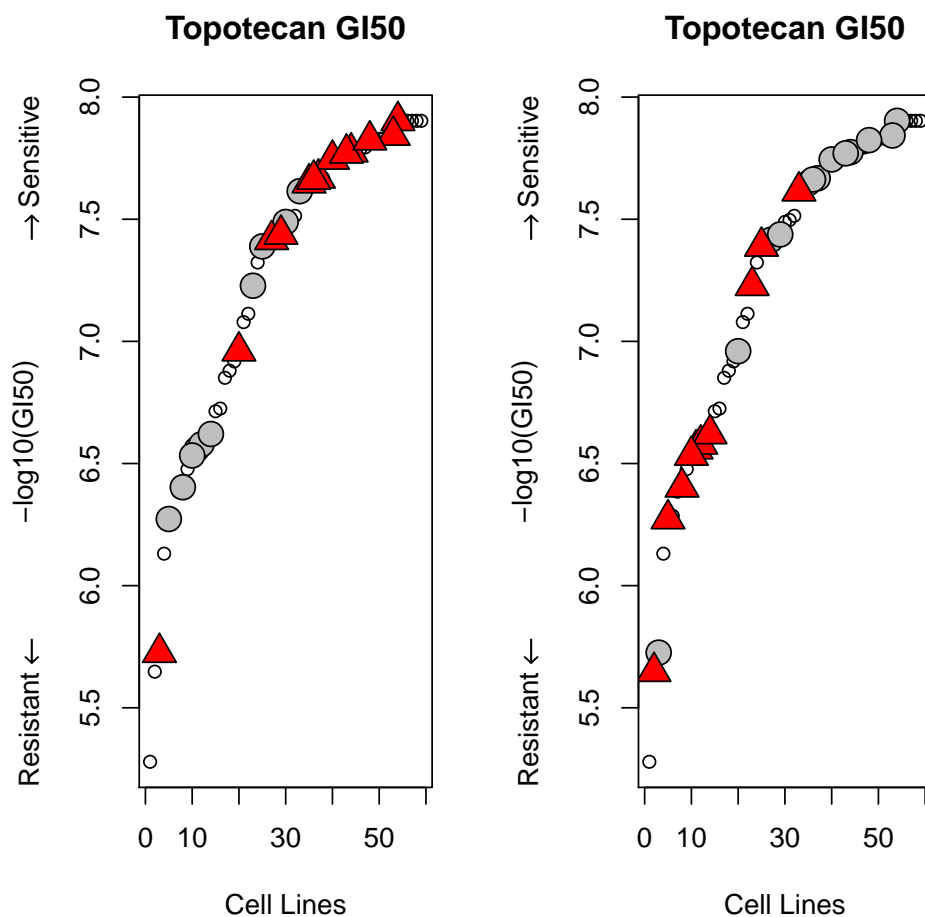 Topotecan GI50
Resistant ← −log10(GI50) → Sensitive
8.0
7.5
7.0
6.5
6.0
5.5
0 10 30 50
Cell Lines
Topotecan GI50
Resistant ← −log10(GI50) → Sensitive
8.0
7.5
7.0
6.5
6.0
5.5
0 10 30 50
Cell Lines